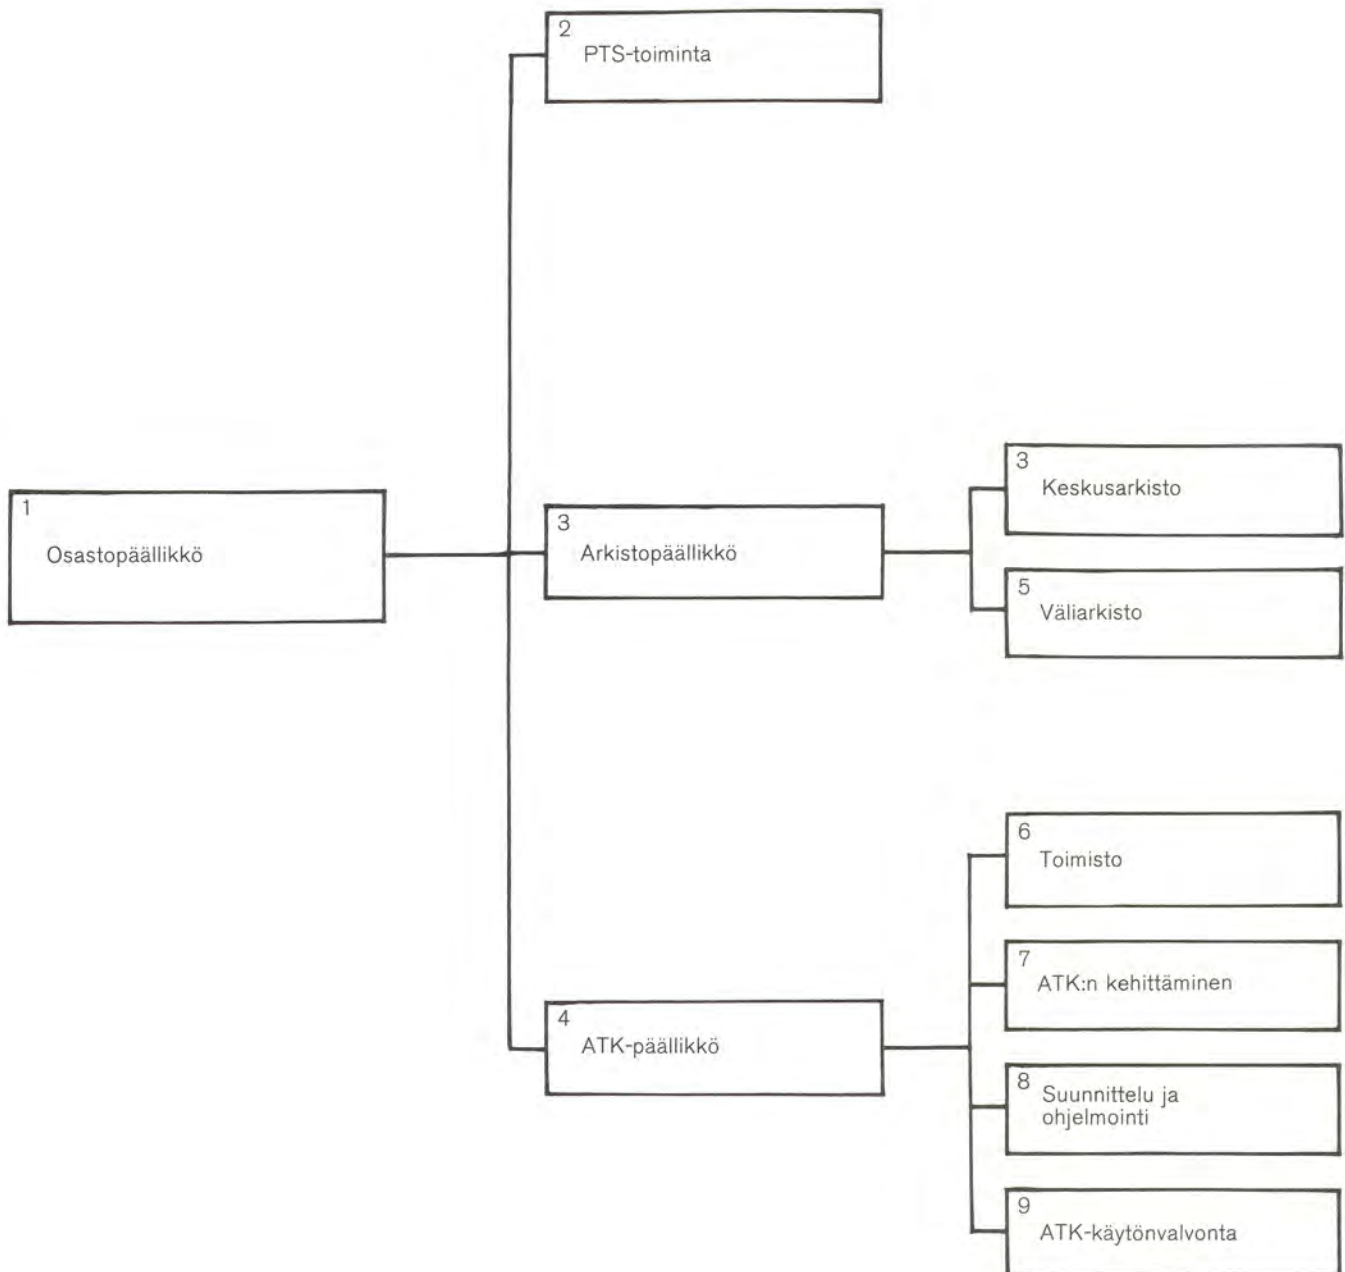 2
PTS-toiminta
1
Osastopäällikkö
3
Arkistopäällikkö
3
Keskusarkisto
5
Väliarkisto
4
ATK-päällikkö
6
Toimisto
7
ATK:n kehittäminen
8
Suunnittelu ja
ohjelmointi
9
ATK-käytönvalvonta